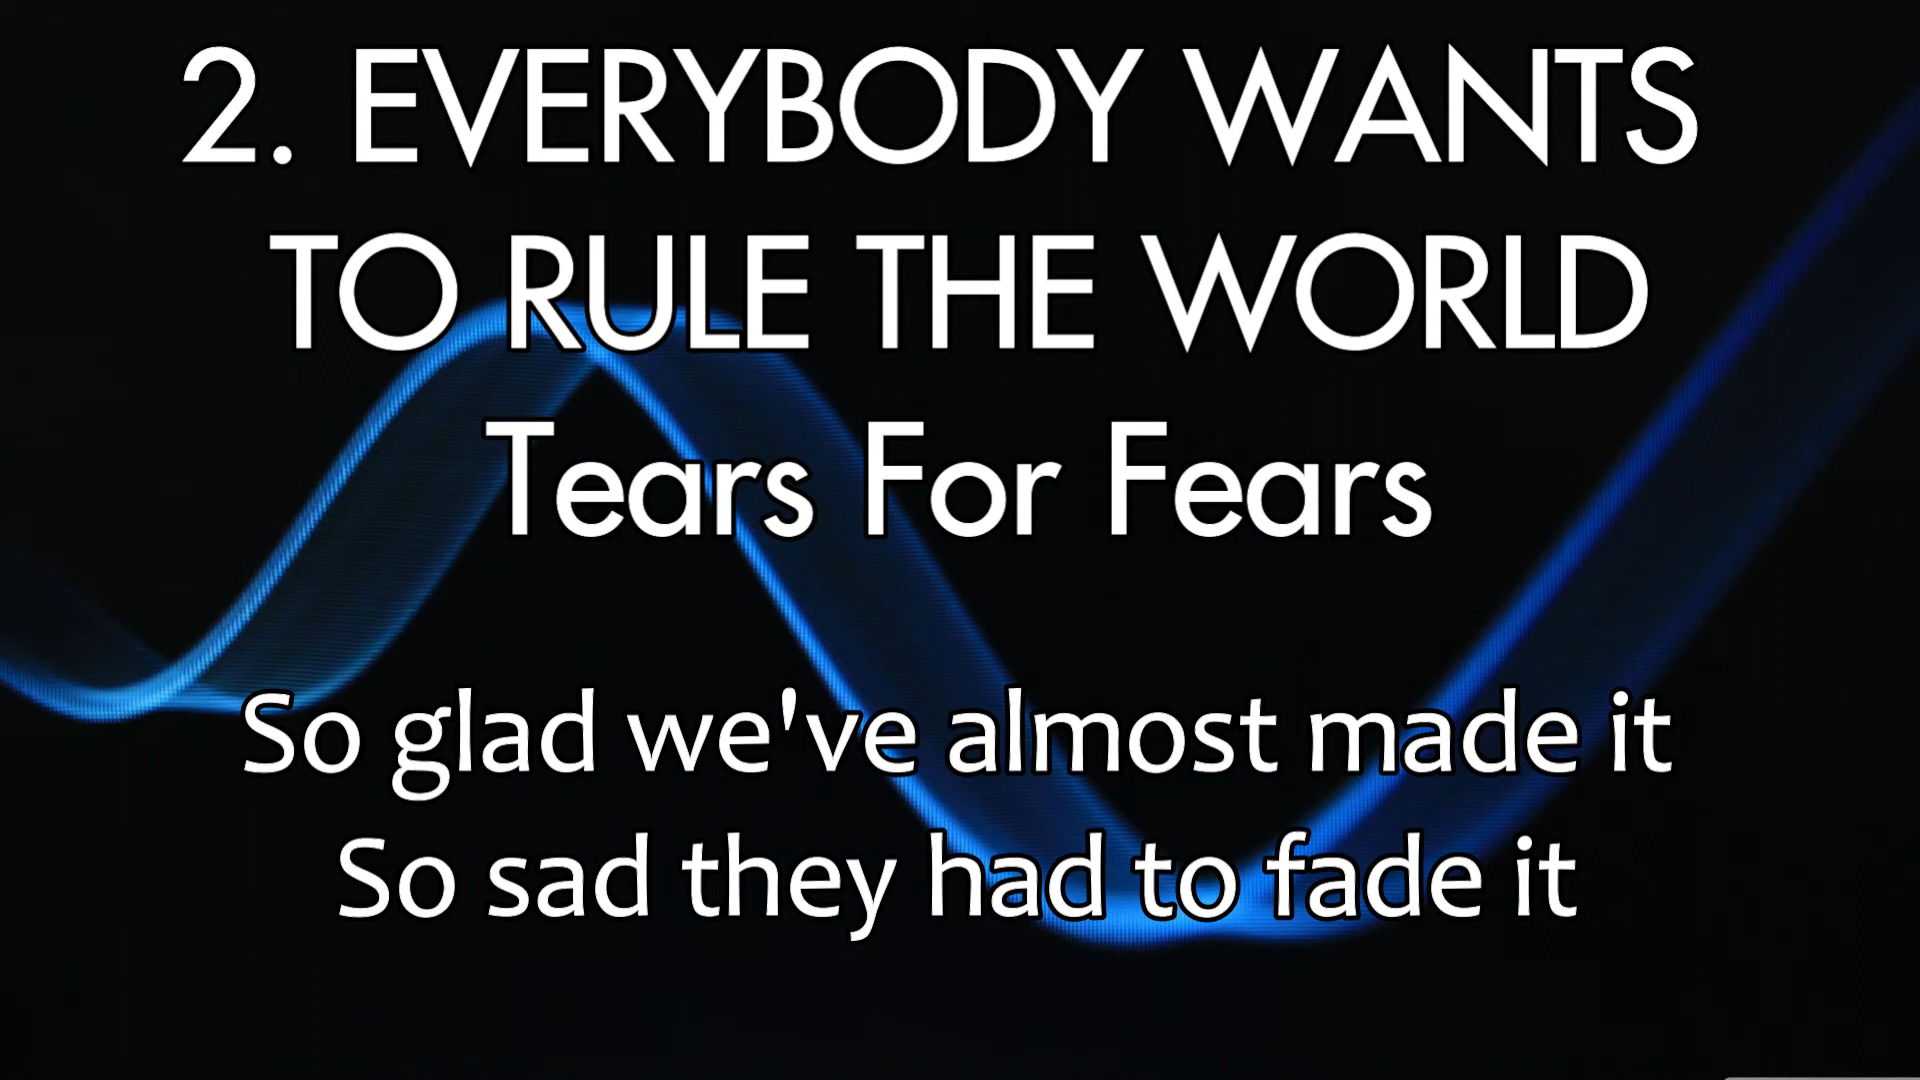 2. EVERYBODY WANTS
TO RULE THE WORLD
Tears For Fears
So glad we've almost made it
So sad they had to fade it